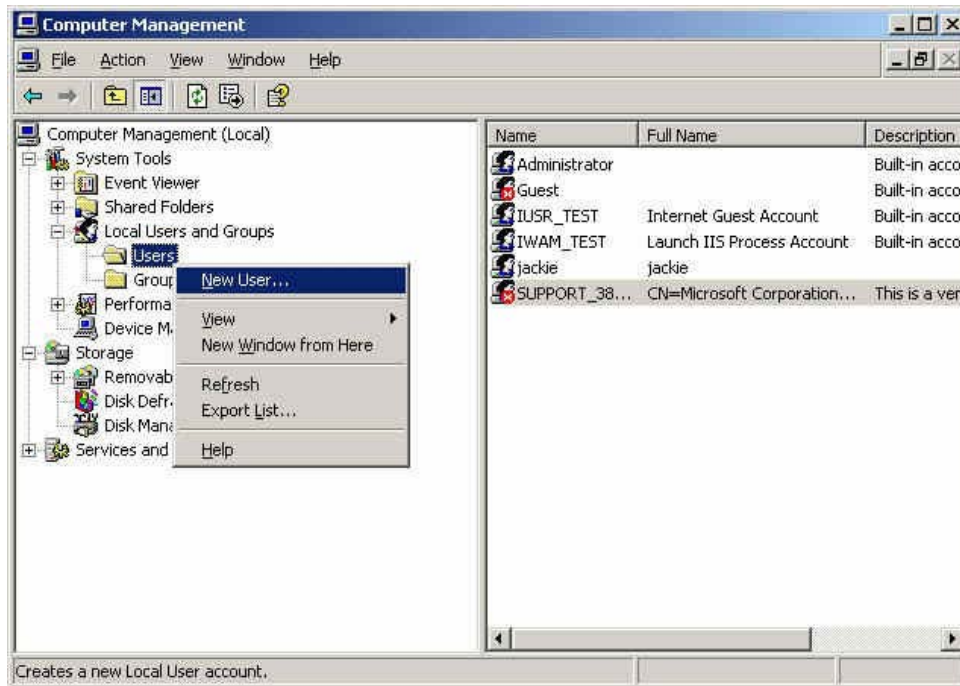 Computer Management
File Action View Window Help
Computer Management (Local)
System Tools
Event Viewer
Shared Folders
Local Users and Groups
Users
Group
Performa
Device M
Storage
Removab
Disk Defr
Disk Mana
Services and
New User...
View
New Window from Here
Refresh
Export List...
Help
Name Full Name Description
Administrator Built-in acco
Guest Built-in acco
IUSR_TEST Internet Guest Account Built-in acco
IWAM_TEST Launch IIS Process Account Built-in acco
jackie jackie
SUPPORT_38... CN=Microsoft Corporation... This is a ver
Creates a new Local User account.